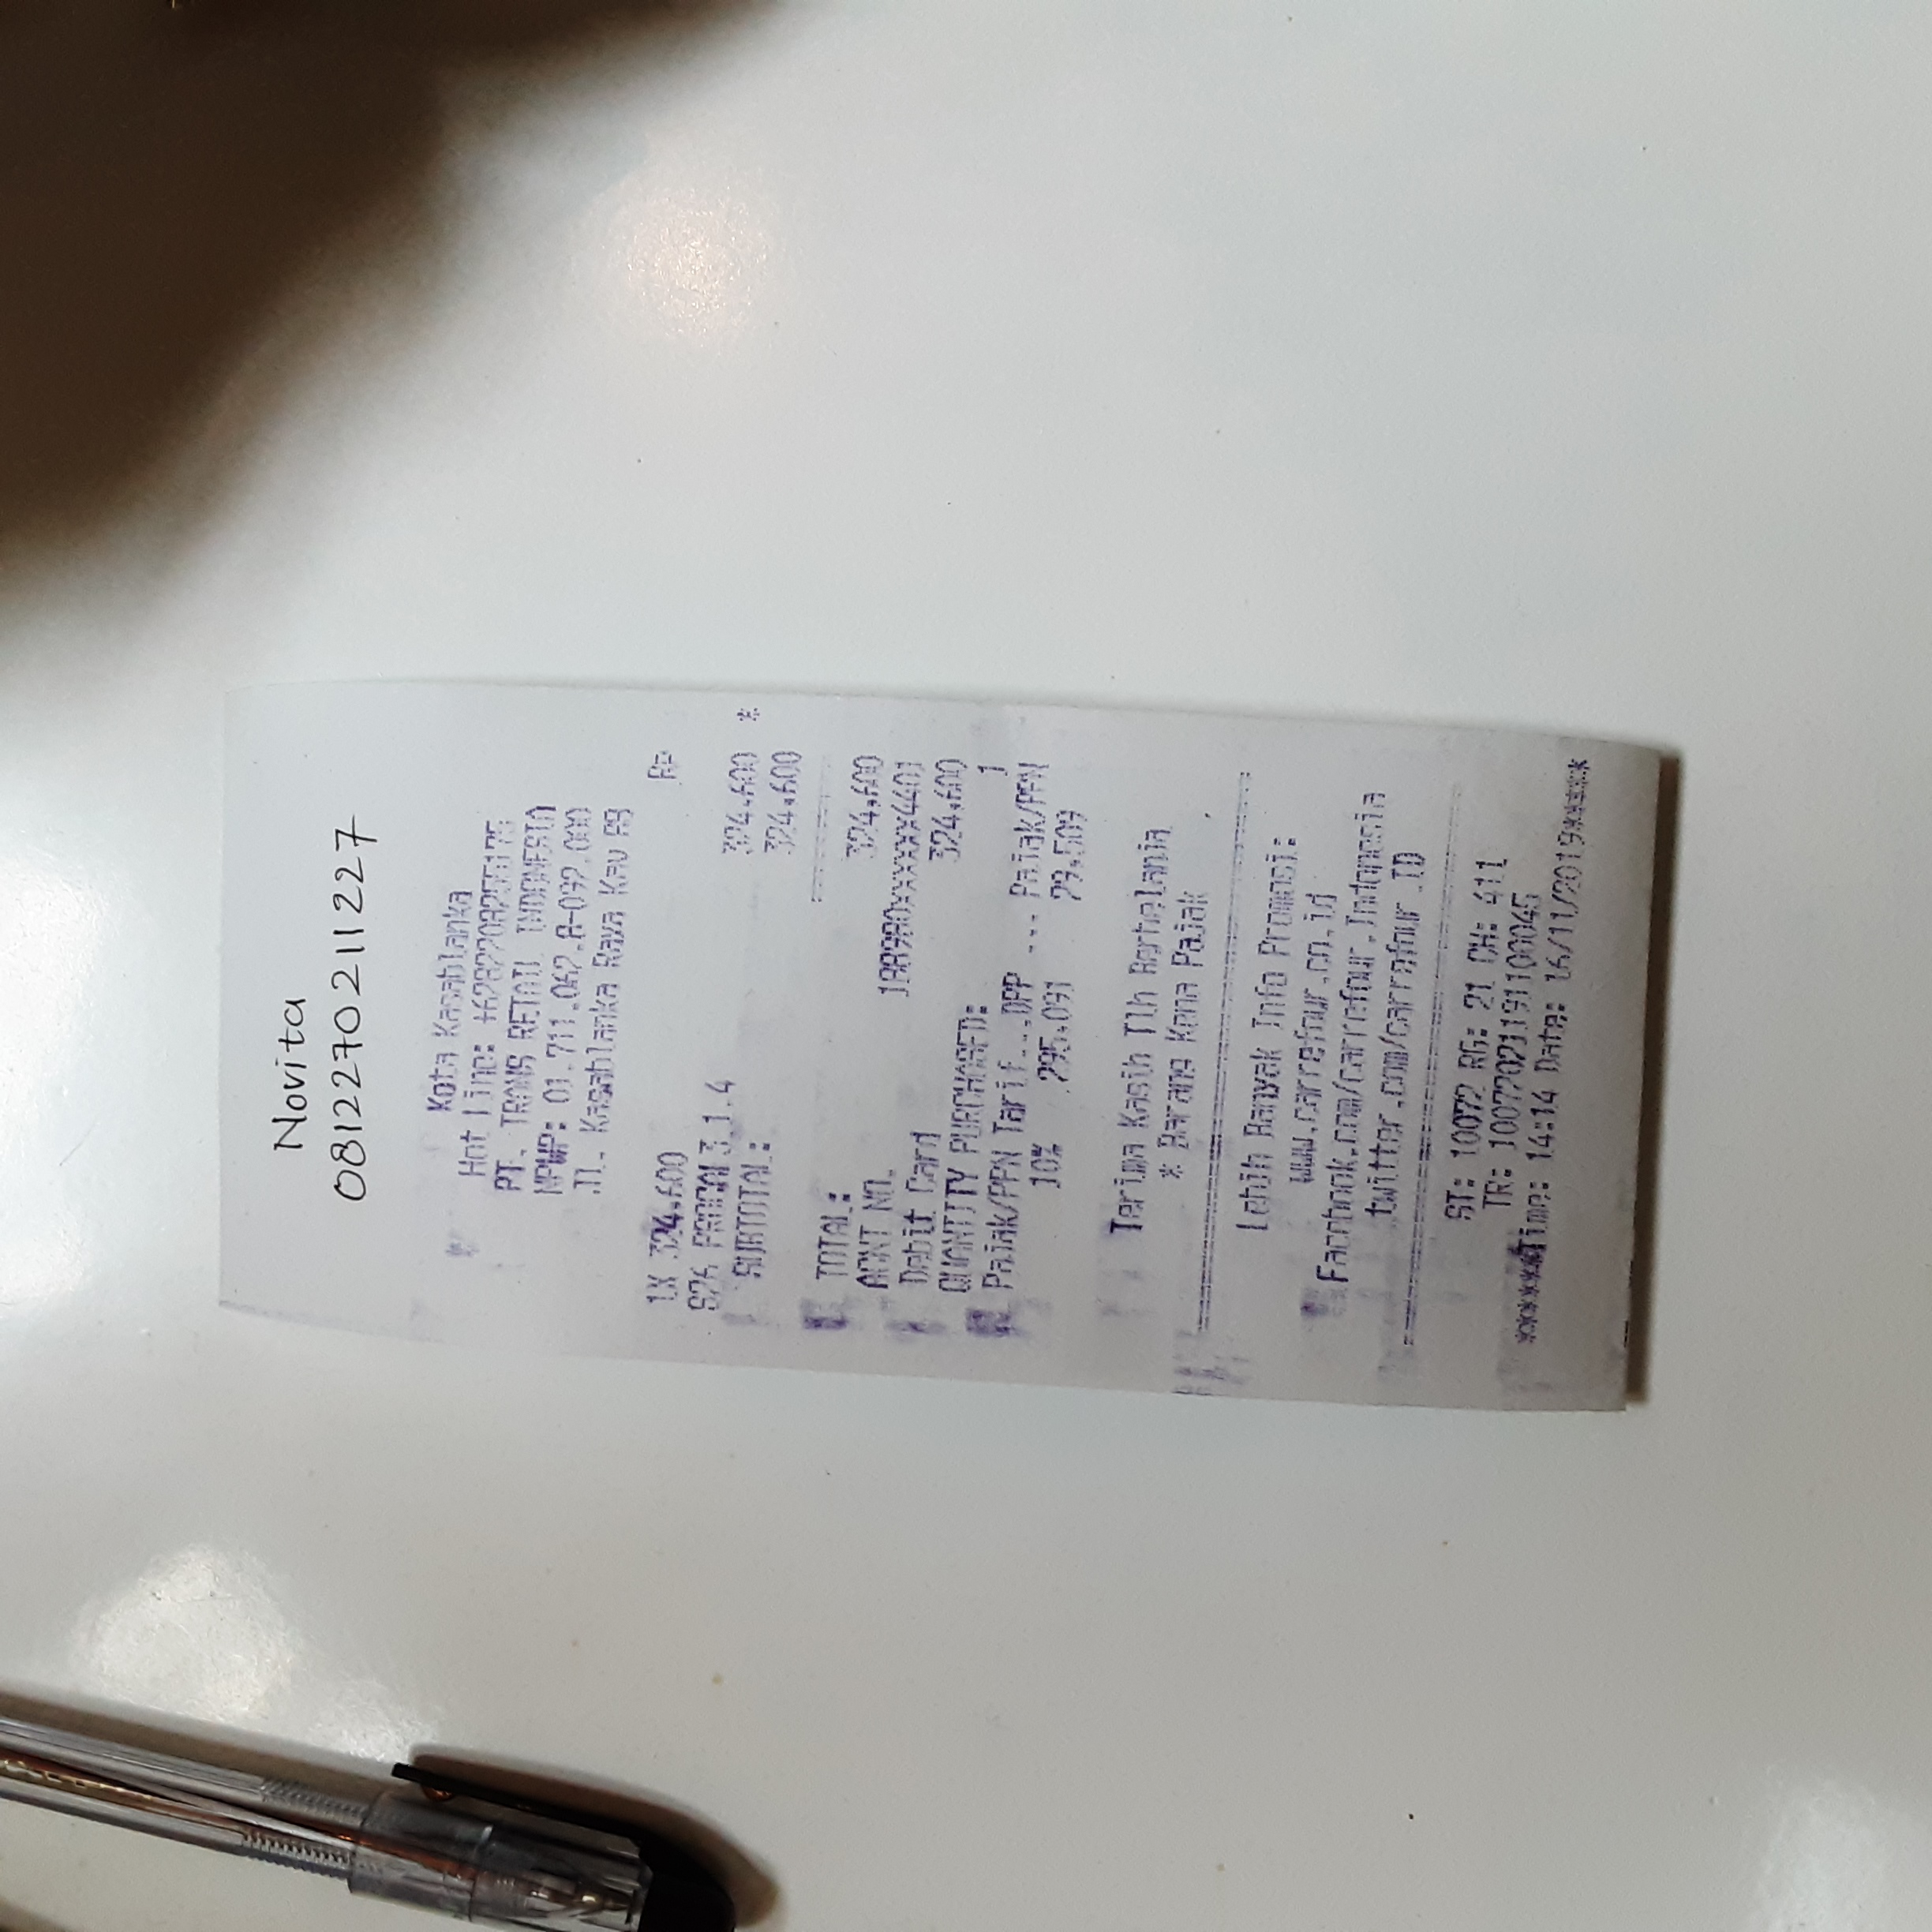 Novita
0812270211227
Kota Kasablanka
Hot Line: +6282208255175
PT. TRANS RETAIL INDONESIA
NPWP: 01.711.062.8-092.000
Jl. Kasablanka Raya Kav 88
RP
1X 324,600
S26 PROCAL3.1.4 324,600 *
SUBTOTAL: 324,600
TOTAL: 324,600
ACNT NO. 188980xxxxxx4401
Debit Card 324,600
QUANTITY PURCHASED: 1
Pajak/PPN Tarif...DPP ... Pajak/PPN
10% 295,091 29,509
Terima Kasih Tlh Berbelanja
* Barang Kena Pajak
Lebih Banyak Info Promosi:
www.carrefour.co.id
Facebook.com/carrefour.Indonesia
twitter.com/carrefour_ID
ST: 10072 RG: 21 CH: 411
TR: 10072021191100045
******Time: 14:14 Date: 16/11/2019*****